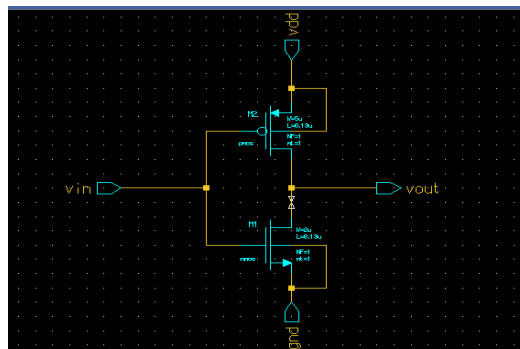 Vdd
M2
W=5u
L=0.13u
NF=1
m=1
pmos
vin
vout
M1
W=2u
L=0.13u
NF=1
m=1
nmos
gnd